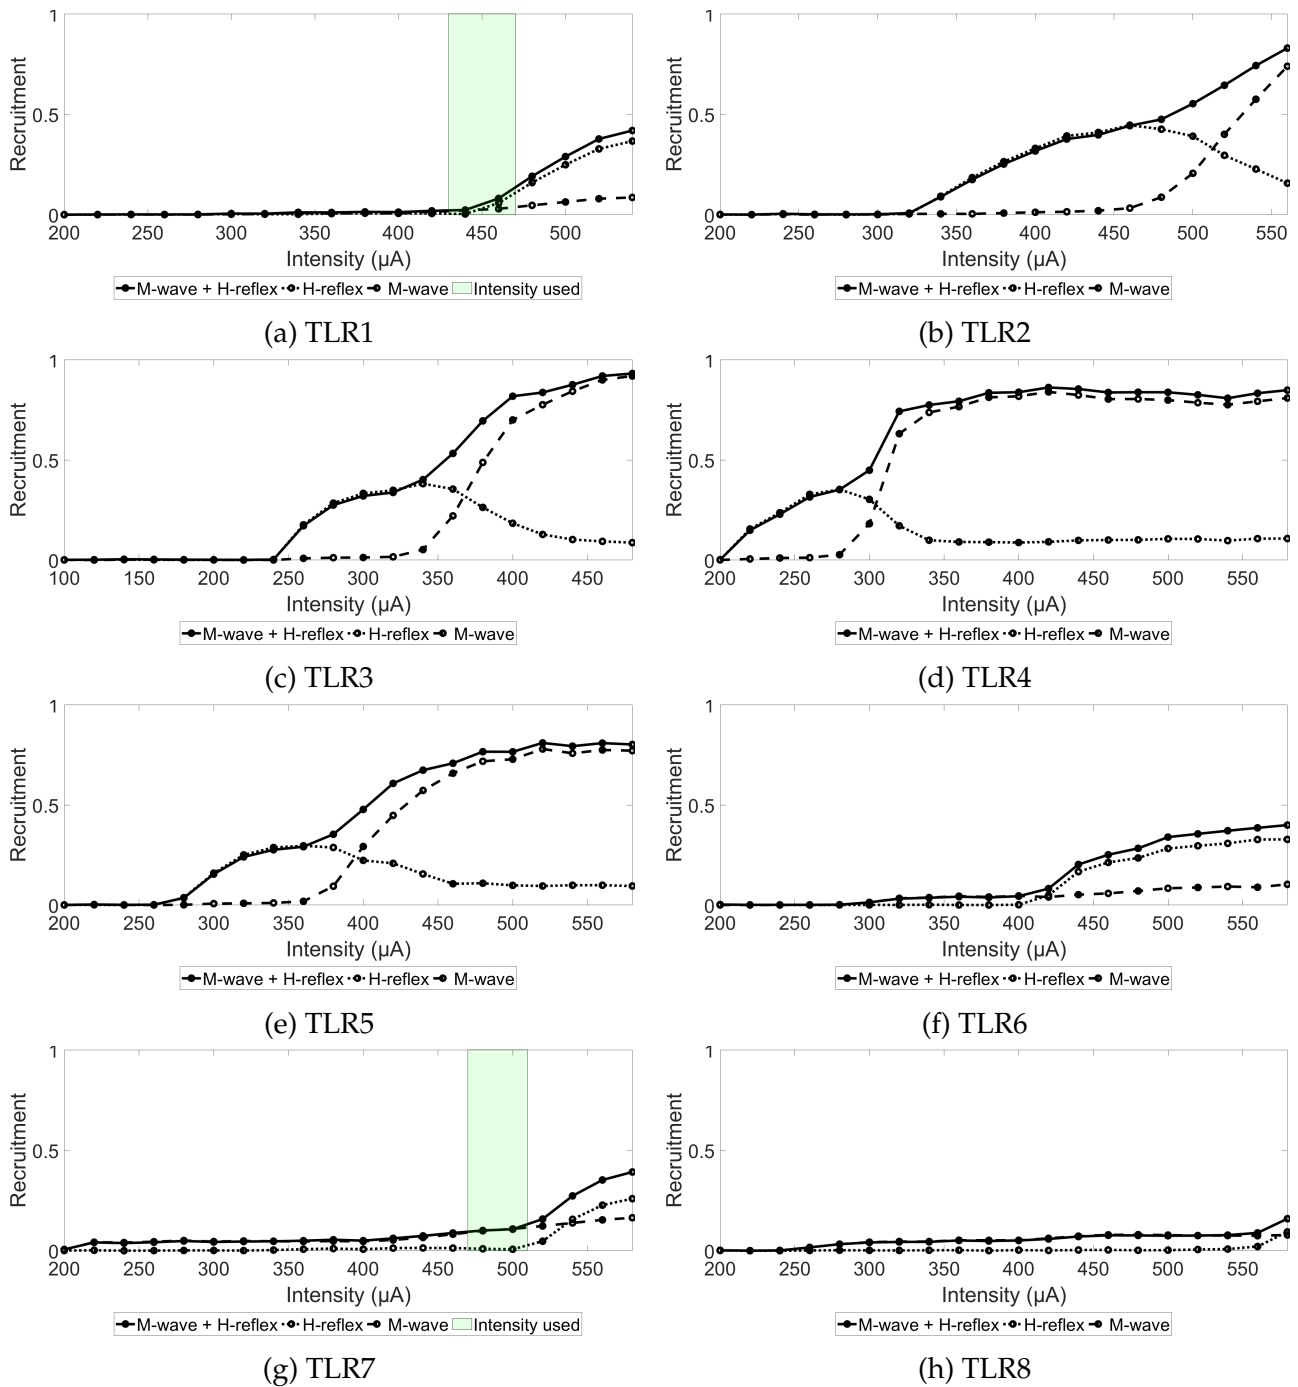 1
0.5
0
Recruitment
200 250 300 350 400 450 500
Intensity (µA)
M-wave + H-reflex H-reflex M-wave Intensity used
(a) TLR1
1
0.5
0
Recruitment
200 250 300 350 400 450 500 550
Intensity (µA)
M-wave + H-reflex H-reflex M-wave
(b) TLR2
1
0.5
0
Recruitment
100 150 200 250 300 350 400 450
Intensity (µA)
M-wave + H-reflex H-reflex M-wave
(c) TLR3
1
0.5
0
Recruitment
200 250 300 350 400 450 500 550
Intensity (µA)
M-wave + H-reflex H-reflex M-wave
(d) TLR4
1
0.5
0
Recruitment
200 250 300 350 400 450 500 550
Intensity (µA)
M-wave + H-reflex H-reflex M-wave
(e) TLR5
1
0.5
0
Recruitment
200 250 300 350 400 450 500 550
Intensity (µA)
M-wave + H-reflex H-reflex M-wave
(f) TLR6
1
0.5
0
Recruitment
200 250 300 350 400 450 500 550
Intensity (µA)
M-wave + H-reflex H-reflex M-wave Intensity used
(g) TLR7
1
0.5
0
Recruitment
200 250 300 350 400 450 500 550
Intensity (µA)
M-wave + H-reflex H-reflex M-wave
(h) TLR8